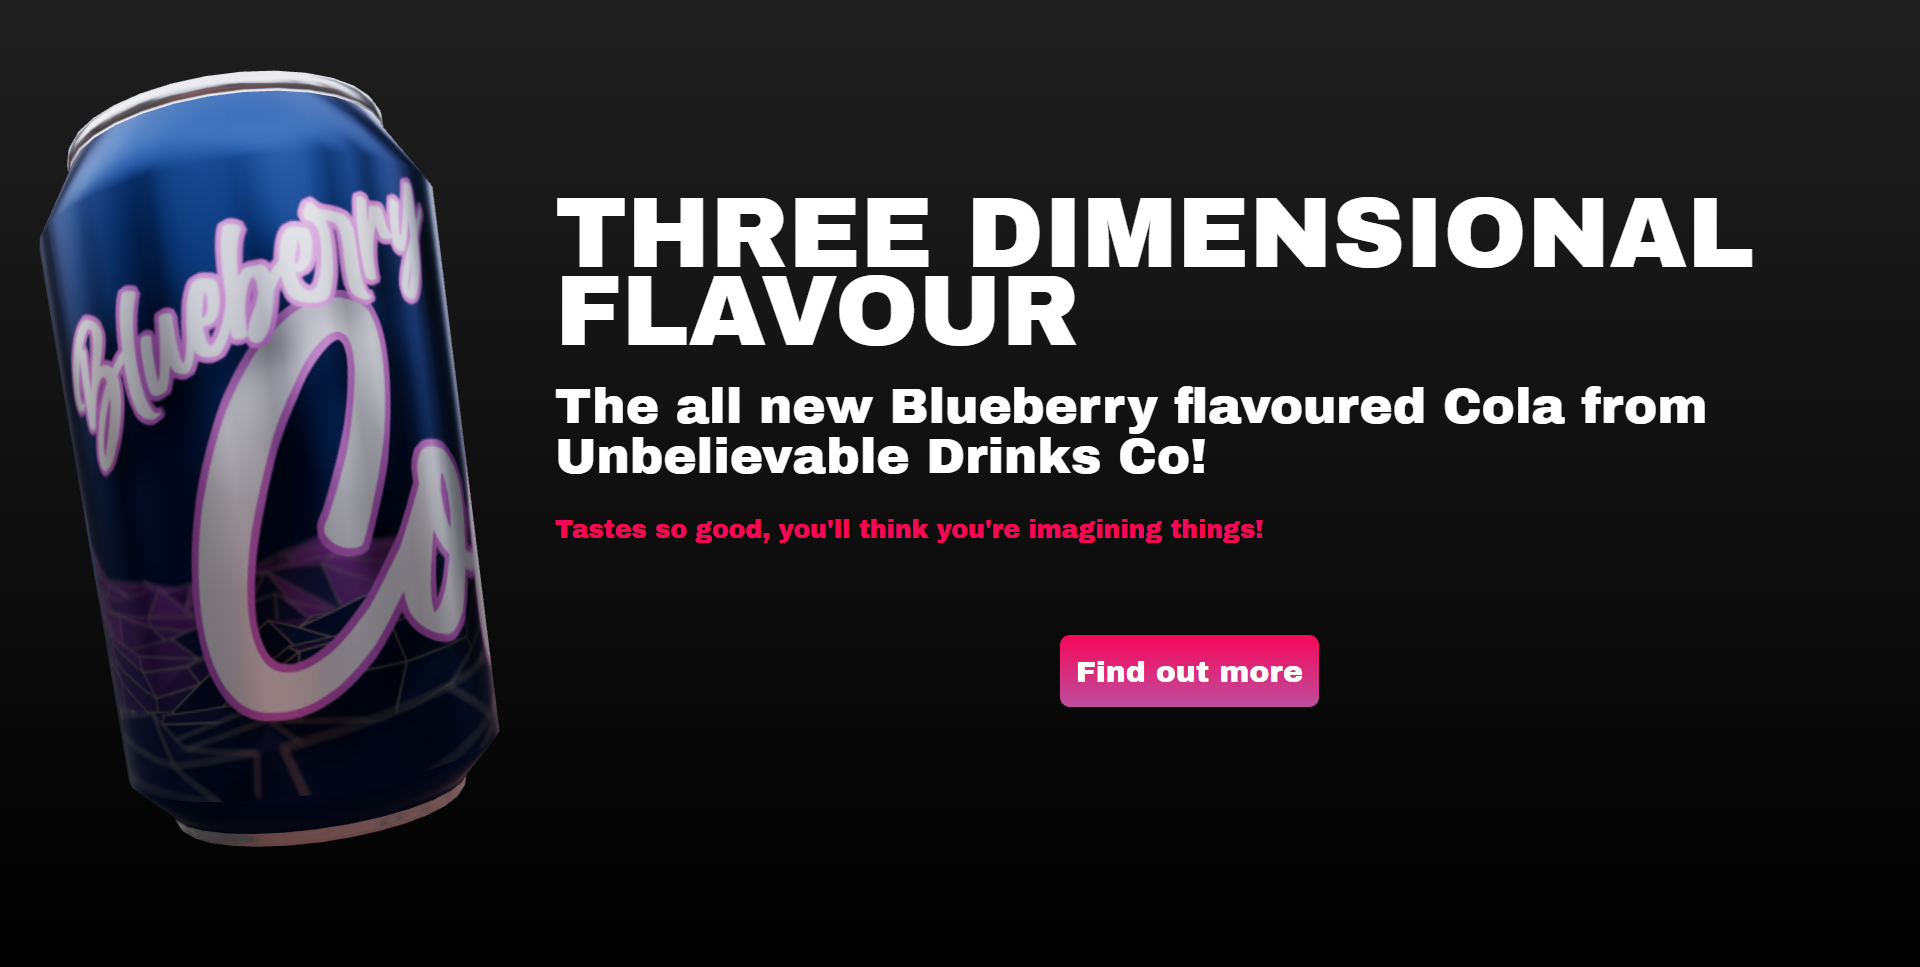 Blueberry
Co
THREE DIMENSIONAL
FLAVOUR
The all new Blueberry flavoured Cola from
Unbelievable Drinks Co!
Tastes so good, you'll think you're imagining things!
Find out more